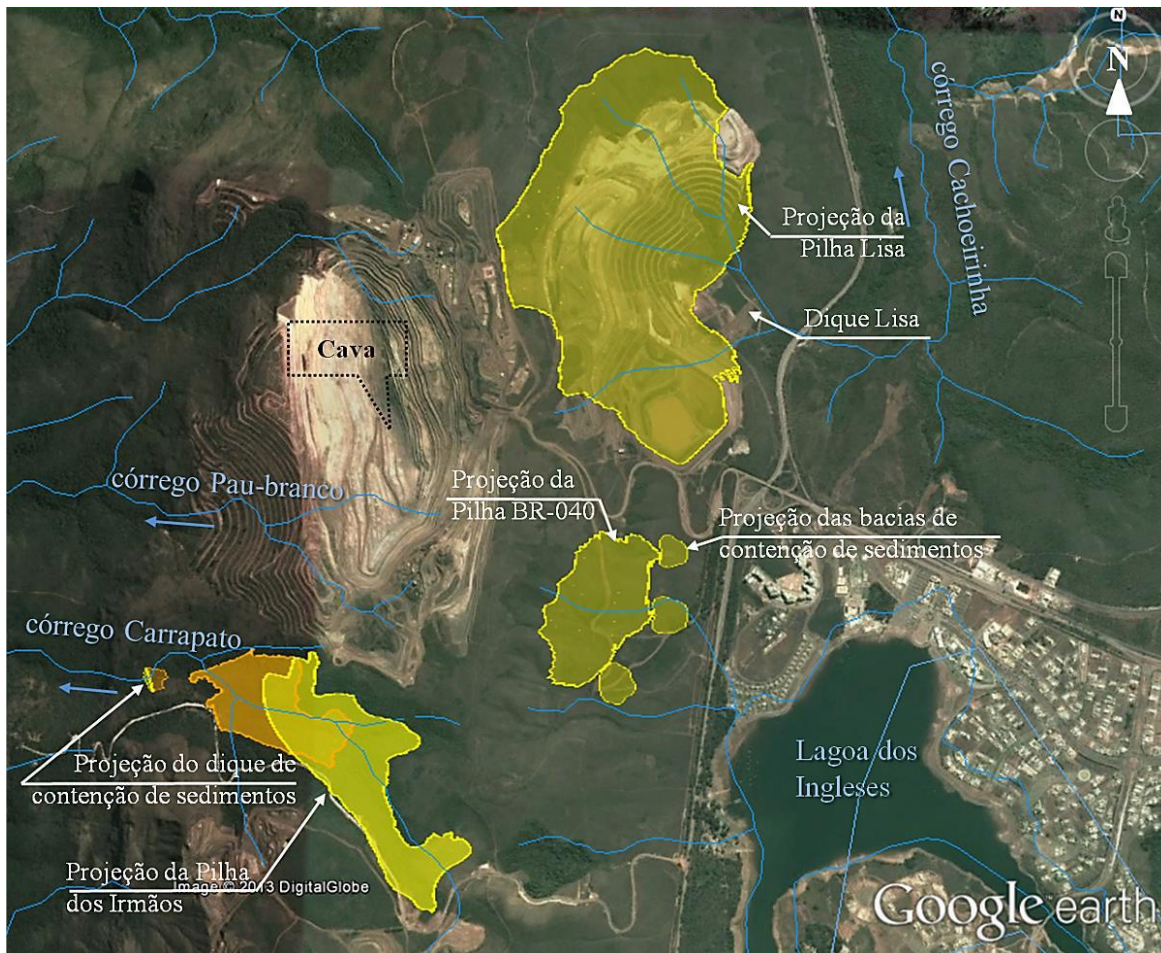 N
N
córrego Cachoeirinha
Projeção da
Pilha Lisa
Dique Lisa
Cava
córrego Pau-branco
Projeção da
Pilha BR-040
Projeção das bacias de
contenção de sedimentos
córrego Carrapato
Projeção do dique de
contenção de sedimentos
Lagoa dos
Ingleses
Projeção da Pilha
dos Irmãos
Image © 2013 DigitalGlobe
Google earth